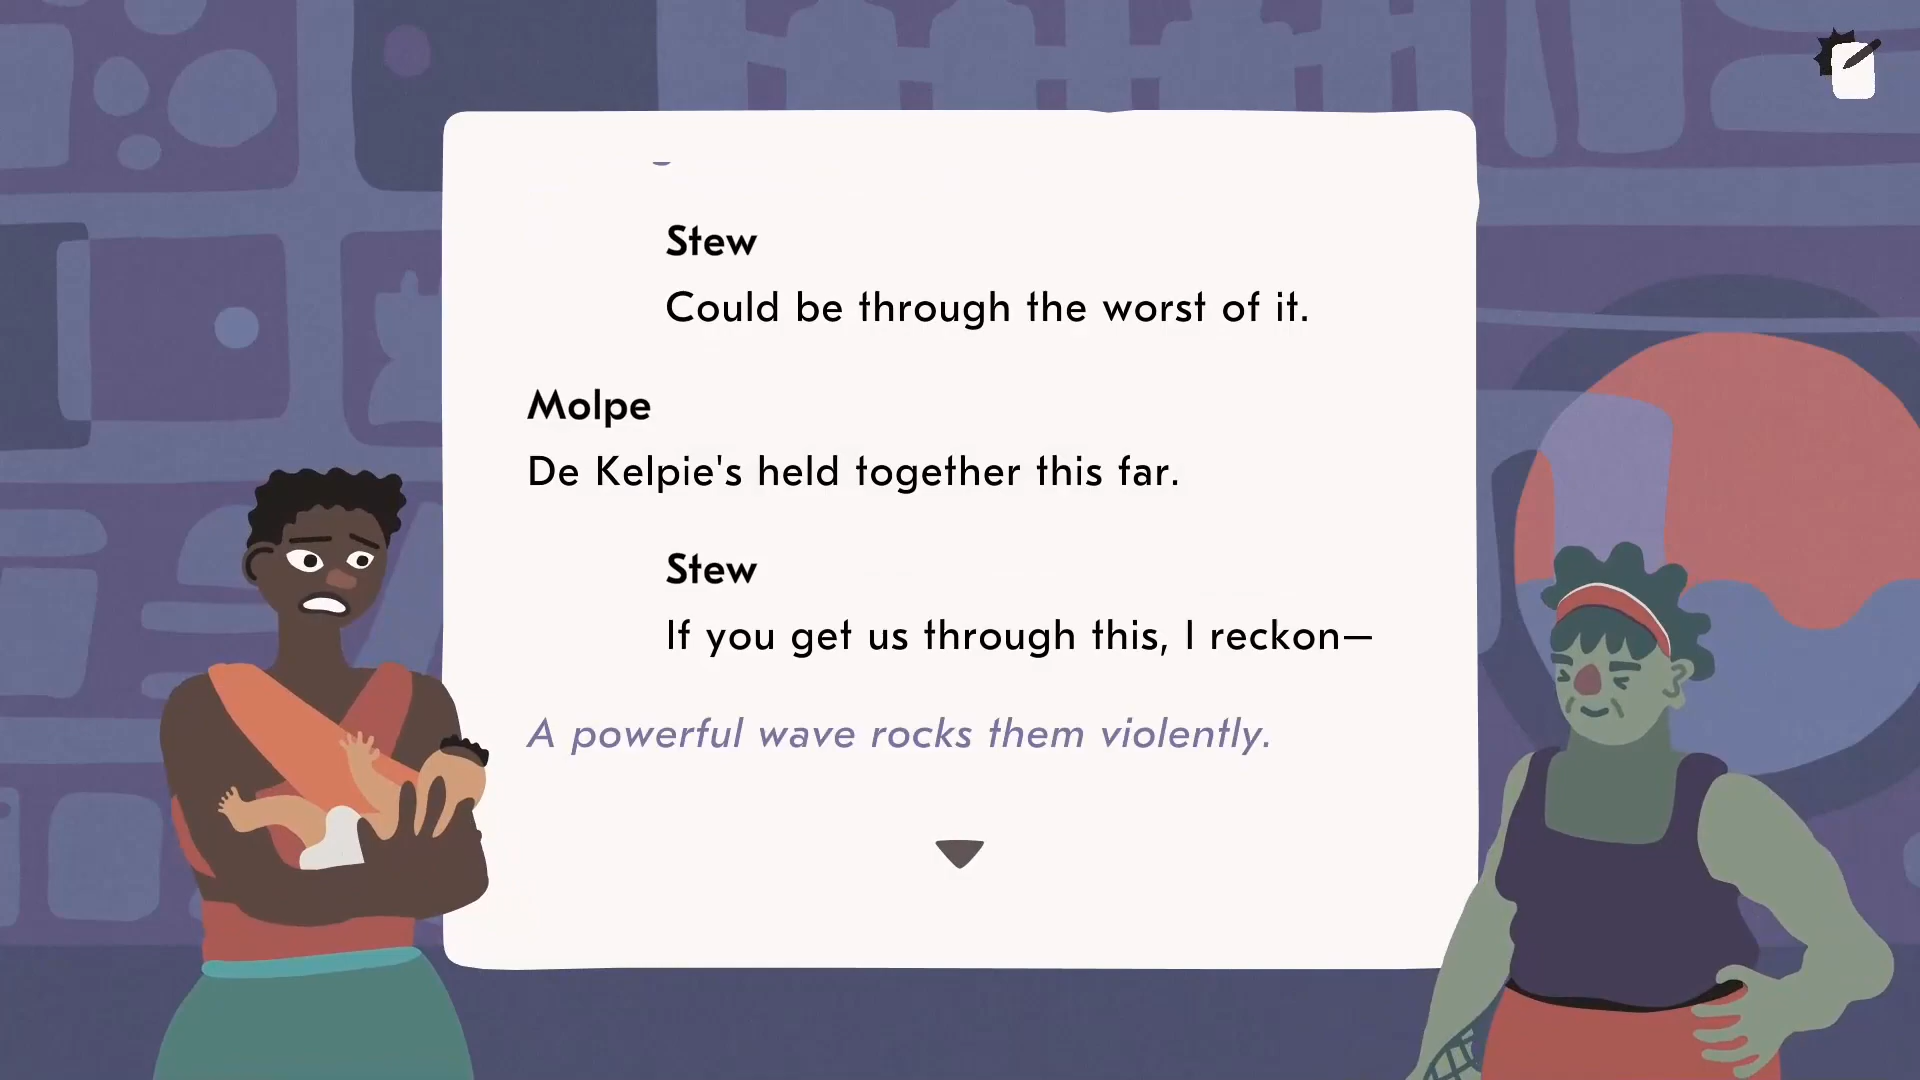 Stew
Could be through the worst of it.
Molpe
De Kelpie's held together this far.
Stew
If you get us through this, I reckon—
A powerful wave rocks them violently.